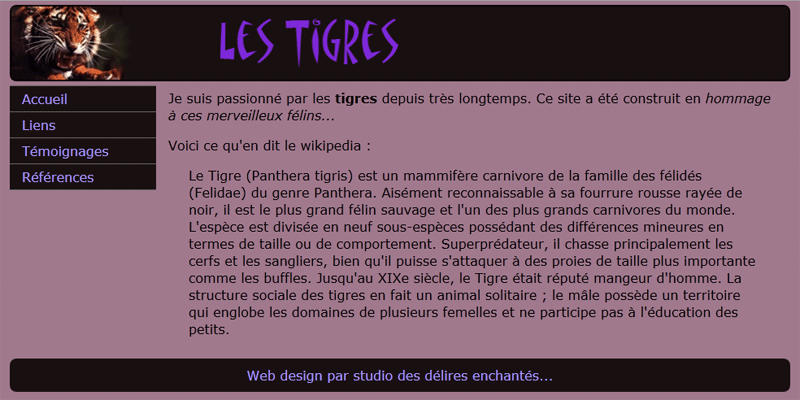 LES TIGRES
Accueil
Liens
Témoignages
Références
Je suis passionné par les tigres depuis très longtemps. Ce site a été construit en hommage
à ces merveilleux félins...
Voici ce qu'en dit le wikipedia :
Le Tigre (Panthera tigris) est un mammifère carnivore de la famille des félidés
(Felidae) du genre Panthera. Aisément reconnaissable à sa fourrure rousse rayée de
noir, il est le plus grand félin sauvage et l'un des plus grands carnivores du monde.
L'espèce est divisée en neuf sous-espèces possédant des différences mineures en
termes de taille ou de comportement. Superprédateur, il chasse principalement les
cerfs et les sangliers, bien qu'il puisse s'attaquer à des proies de taille plus importante
comme les buffles. Jusqu'au XIXe siècle, le Tigre était réputé mangeur d'homme. La
structure sociale des tigres en fait un animal solitaire ; le mâle possède un territoire
qui englobe les domaines de plusieurs femelles et ne participe pas à l'éducation des
petits.
Web design par studio des délires enchantés...